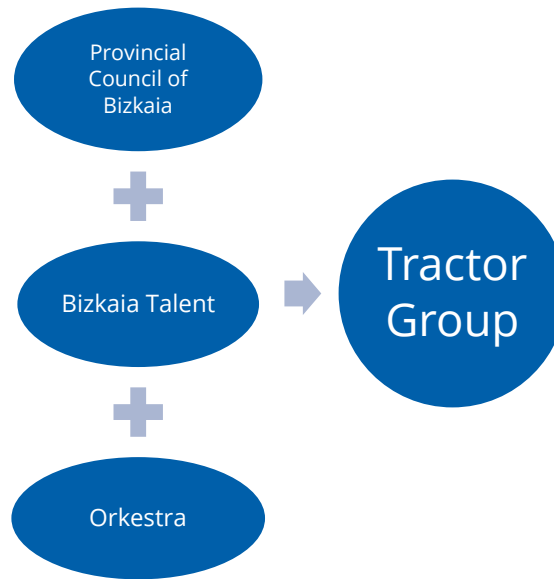 Provincial
Council of
Bizkaia
Bizkaia Talent
Orkestra
Tractor
Group